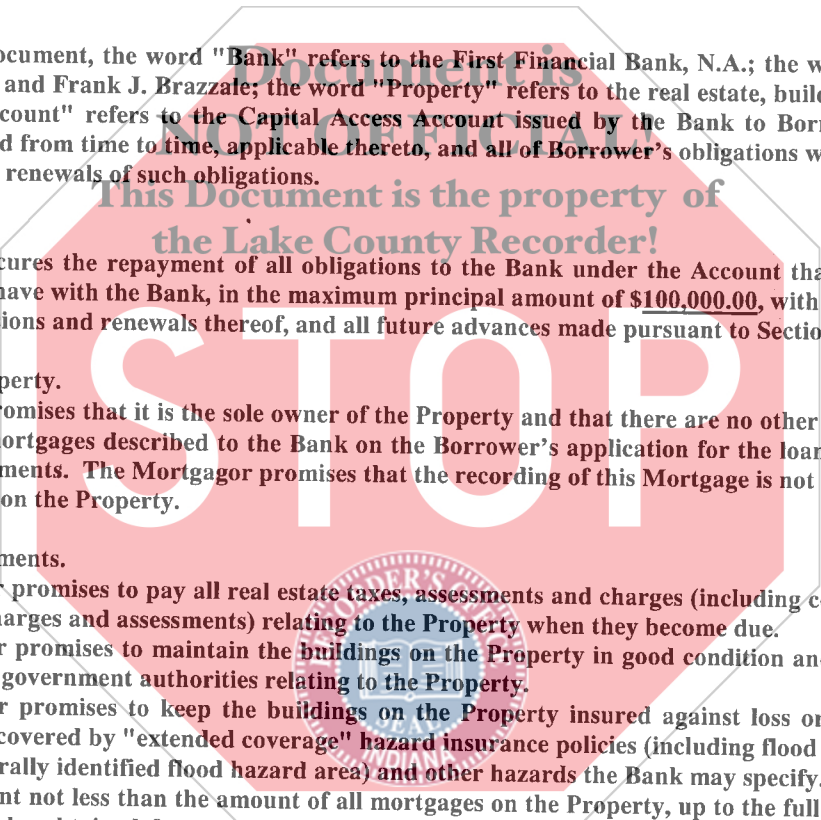 Document is
NOT OFFICIAL!
This Document is the property of
the Lake County Recorder!
STOP
RECORDER'S OFFICE
SEAL
INDIANA
ocument, the word "Bank" refers to the First Financial Bank, N.A.; the w
and Frank J. Brazzale; the word "Property" refers to the real estate, build
count" refers to the Capital Access Account issued by the Bank to Borr
d from time to time, applicable thereto, and all of Borrower's obligations w
renewals of such obligations.
cures the repayment of all obligations to the Bank under the Account tha
have with the Bank, in the maximum principal amount of $100,000.00, with
ions and renewals thereof, and all future advances made pursuant to Sectio
perty.
omises that it is the sole owner of the Property and that there are no other
ortgages described to the Bank on the Borrower's application for the loan
ments. The Mortgagor promises that the recording of this Mortgage is not
on the Property.
ments.
r promises to pay all real estate taxes, assessments and charges (including c
arges and assessments) relating to the Property when they become due.
r promises to maintain the buildings on the Property in good condition an
government authorities relating to the Property.
r promises to keep the buildings on the Property insured against loss or
covered by "extended coverage" hazard insurance policies (including flood
rally identified flood hazard area) and other hazards the Bank may specify.
nt not less than the amount of all mortgages on the Property, up to the full